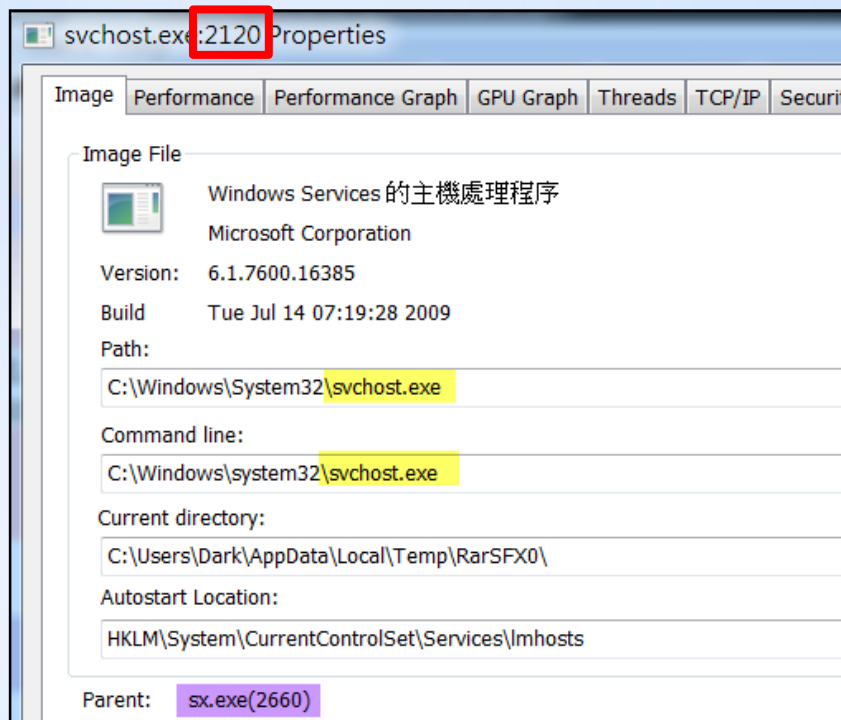 svchost.exe:2120 Properties
Image Performance Performance Graph GPU Graph Threads TCP/IP Securi
Image File
Windows Services 的主機處理程序
Microsoft Corporation
Version: 6.1.7600.16385
Build Tue Jul 14 07:19:28 2009
Path:
C:\Windows\System32\svchost.exe
Command line:
C:\Windows\system32\svchost.exe
Current directory:
C:\Users\Dark\AppData\Local\Temp\RarSFX0\
Autostart Location:
HKLM\System\CurrentControlSet\Services\lmhosts
Parent: sx.exe(2660)